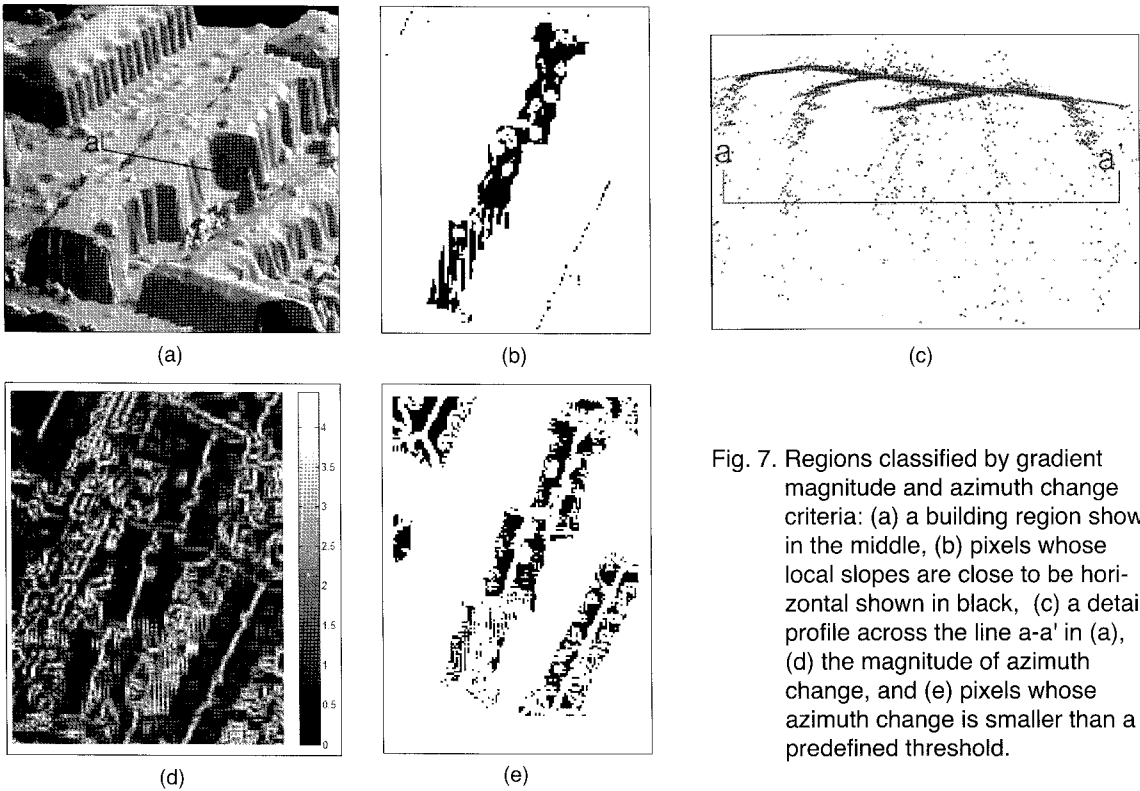 a
(a)
(b)
a
a
(c)
4
3.5
3
2.5
2
1.5
1
0.5
0
(d)
(e)
Fig. 7. Regions classified by gradient
magnitude and azimuth change
criteria: (a) a building region show
in the middle, (b) pixels whose
local slopes are close to be hori-
zontal shown in black, (c) a detai
profile across the line a-a' in (a),
(d) the magnitude of azimuth
change, and (e) pixels whose
azimuth change is smaller than a
predefined threshold.